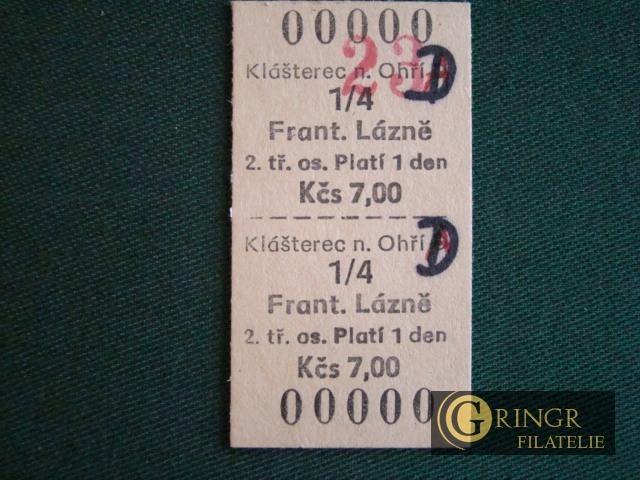 00000
23
Klášterec n. Ohří D
1/4
Frant. Lázně
2. tř. os. Platí 1 den
Kčs 7,00
Klášterec n. Ohří D
1/4
Frant. Lázně
2. tř. os. Platí 1 den
Kčs 7,00
00000
GRINGR
FILATELIE